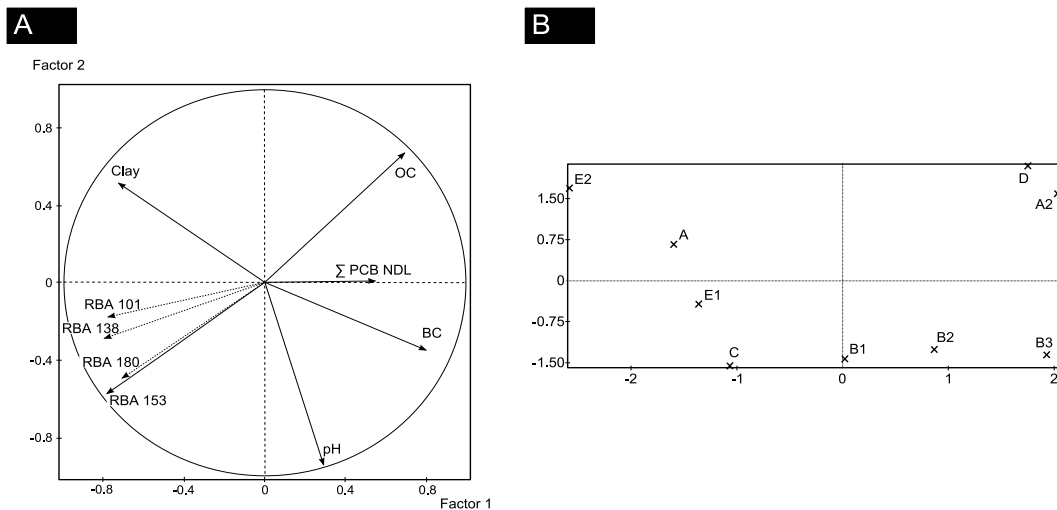 A
Factor 2
0.8
0.4
0
-0.4
-0.8
Clay
OC
∑ PCB NDL
RBA 101
RBA 138
BC
RBA 180
RBA 153
pH
-0.8
-0.4
0
0.4
0.8
Factor 1
B
1.50
0.75
0
-0.75
-1.50
E2
D
A2
A
E1
C
B1
B2
B3
-2
-1
0
1
2